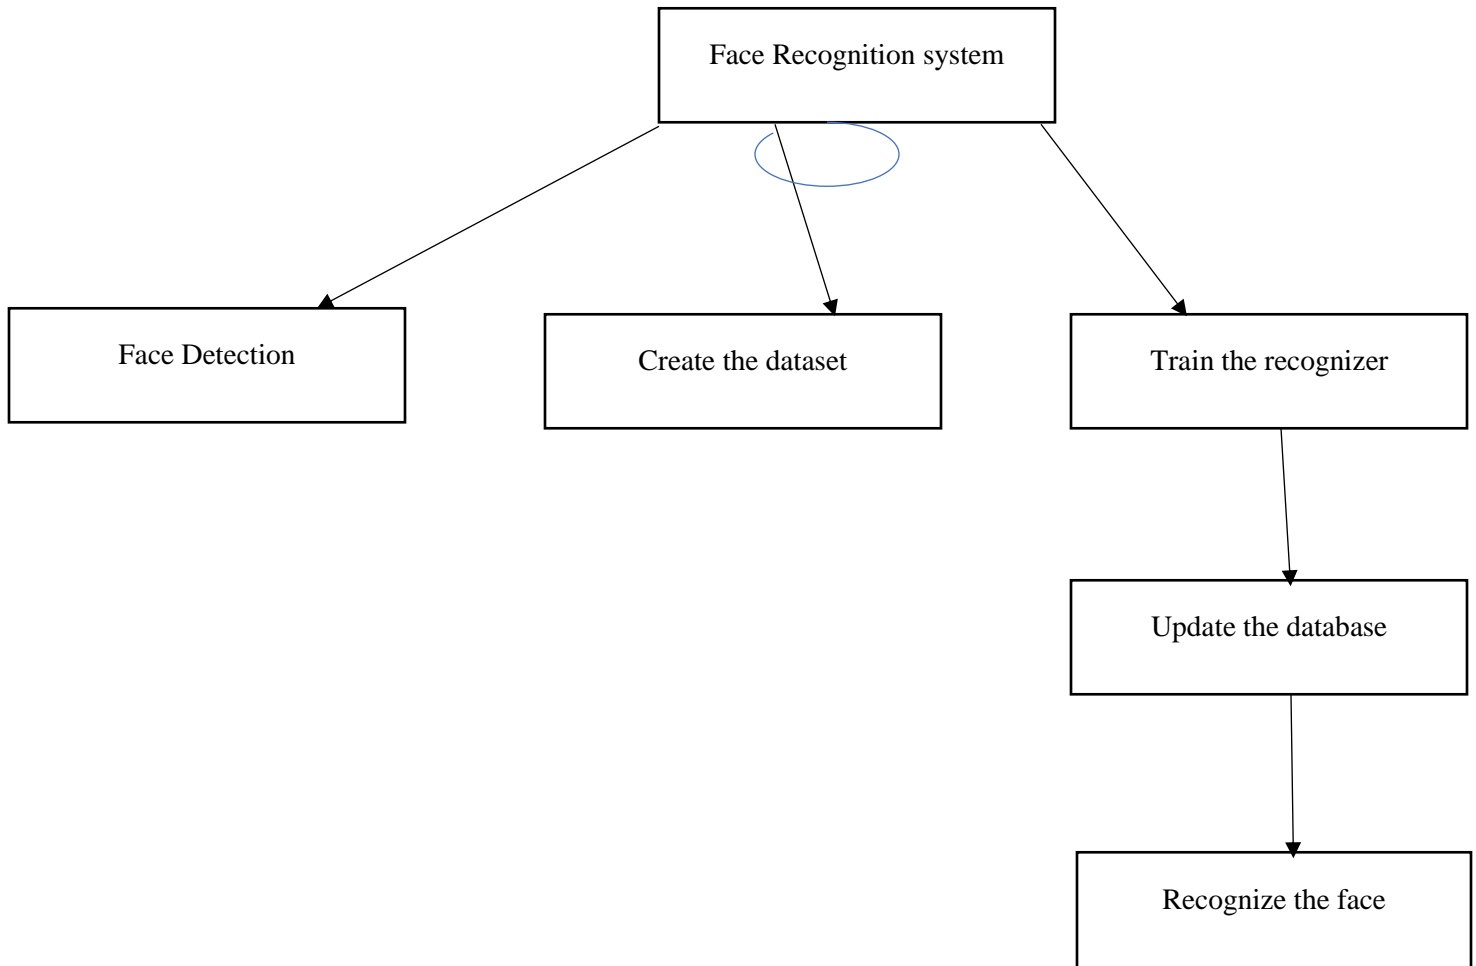 Face Recognition system
Face Detection
Create the dataset
Train the recognizer
Update the database
Recognize the face